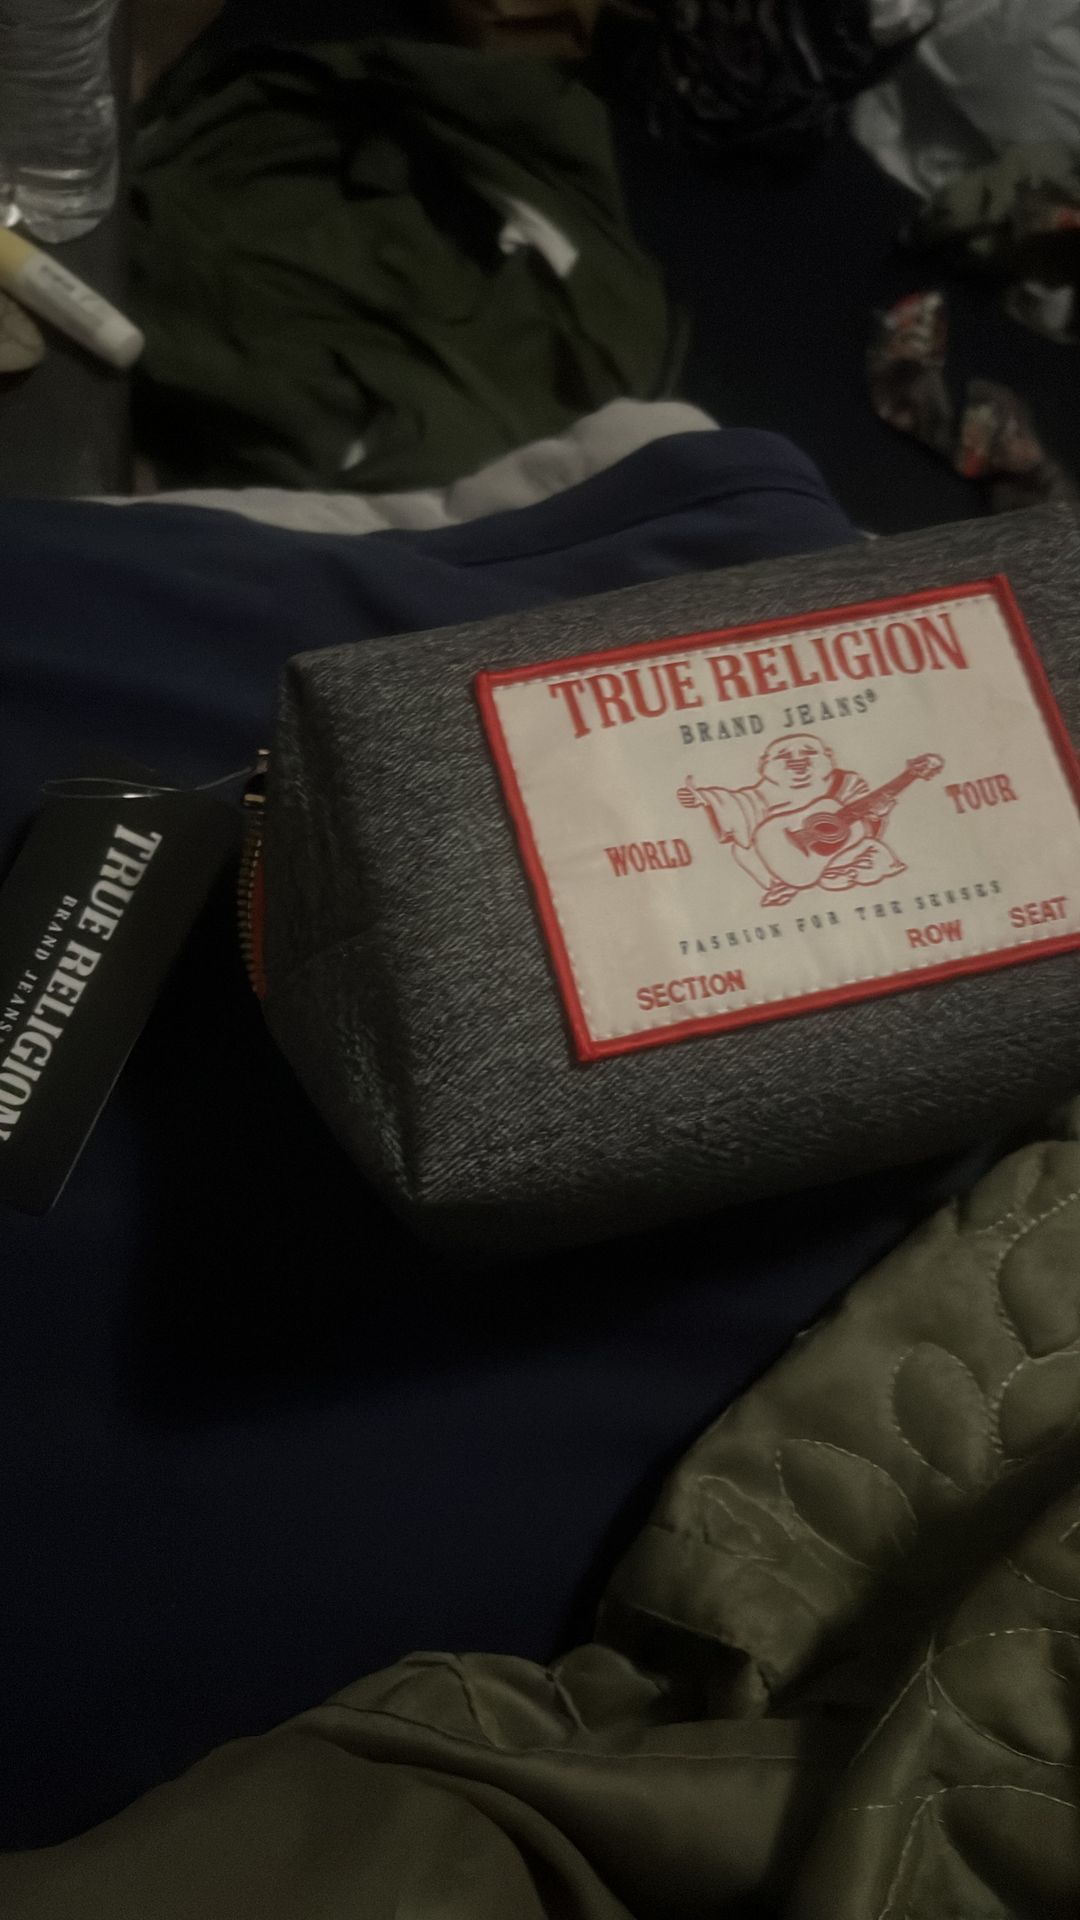 TRUE RELIGION
BRAND JEANS®
WORLD TOUR
FASHION FOR THE SENSES
SECTION ROW SEAT
TRUE RELIGION
BRAND JEANS